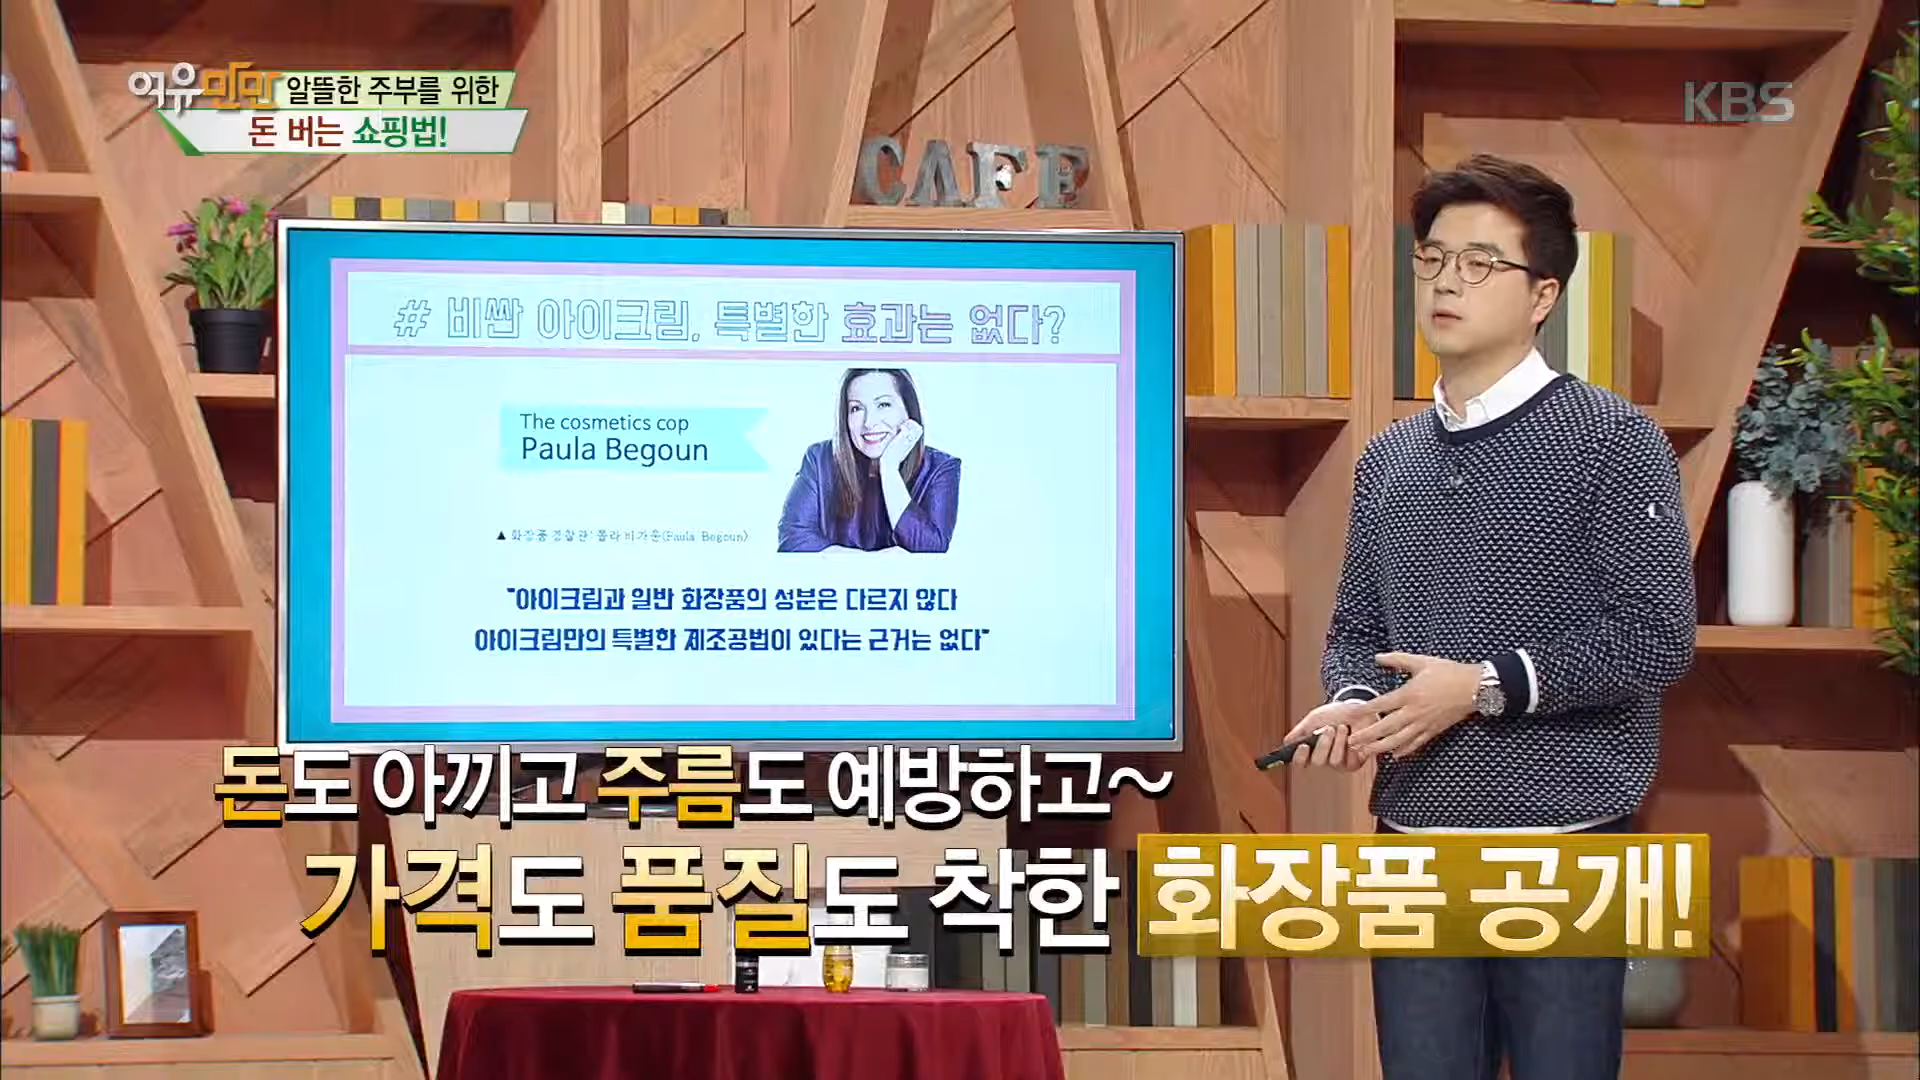 여유만만 알뜰한 주부를 위한
돈 버는 쇼핑법!
KBS
CAFE
# 비싼 아이크림, 특별한 효과는 없다?
The cosmetics cop
Paula Begoun
▲ 화장품 경찰관: 폴라 비가운(Paula Begoun)
"아이크림과 일반 화장품의 성분은 다르지 않다
아이크림만의 특별한 제조공법이 있다는 근거는 없다"
돈도 아끼고 주름도 예방하고~
가격도 품질도 착한 화장품 공개!